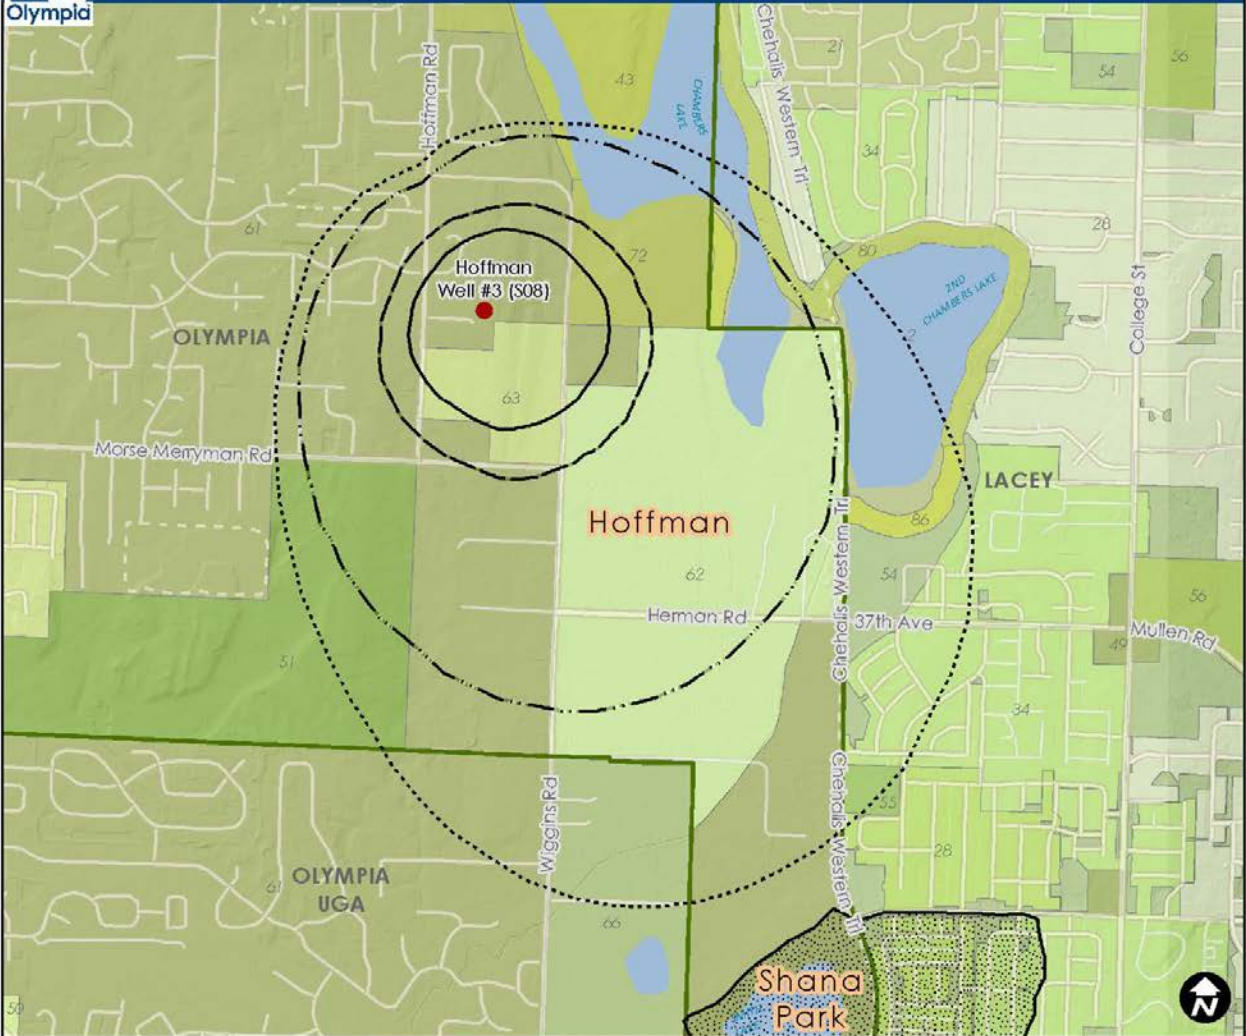 Olympia
Hoffman Rd
Chehalis Western Trl
21
54
56
43
CHAMBERS
LAKE
34
61
72
80
28
Hoffman
Well #3 (S08)
2ND
CHAMBERS LAKE
College St
OLYMPIA
2
63
Morse Merryman Rd
LACEY
Hoffman
86
Chehalis Western Trl
62
54
56
Herman Rd
37th Ave
Mullen Rd
49
51
34
Wiggins Rd
Chehalis Western Trl
55
28
61
OLYMPIA
UGA
66
Shana
Park
50
N